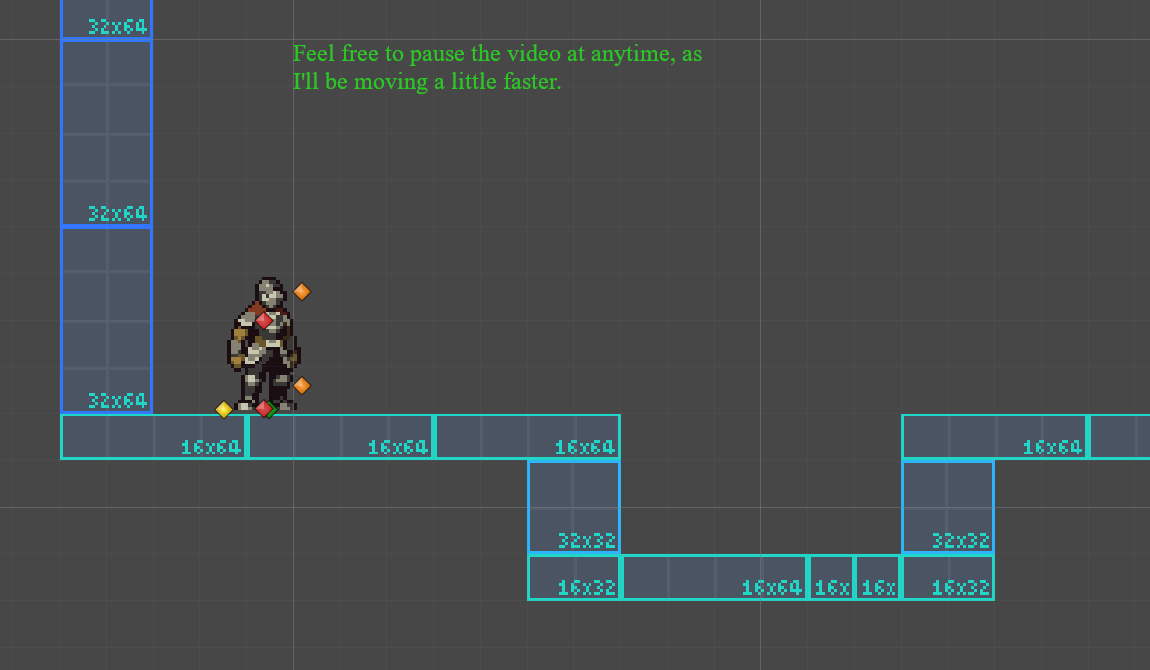 32x64
Feel free to pause the video at anytime, as
I'll be moving a little faster.
32x64
32x64
16x64 16x64 16x64 16x64
32x32 32x32
16x32 16x64 16x 16x 16x32